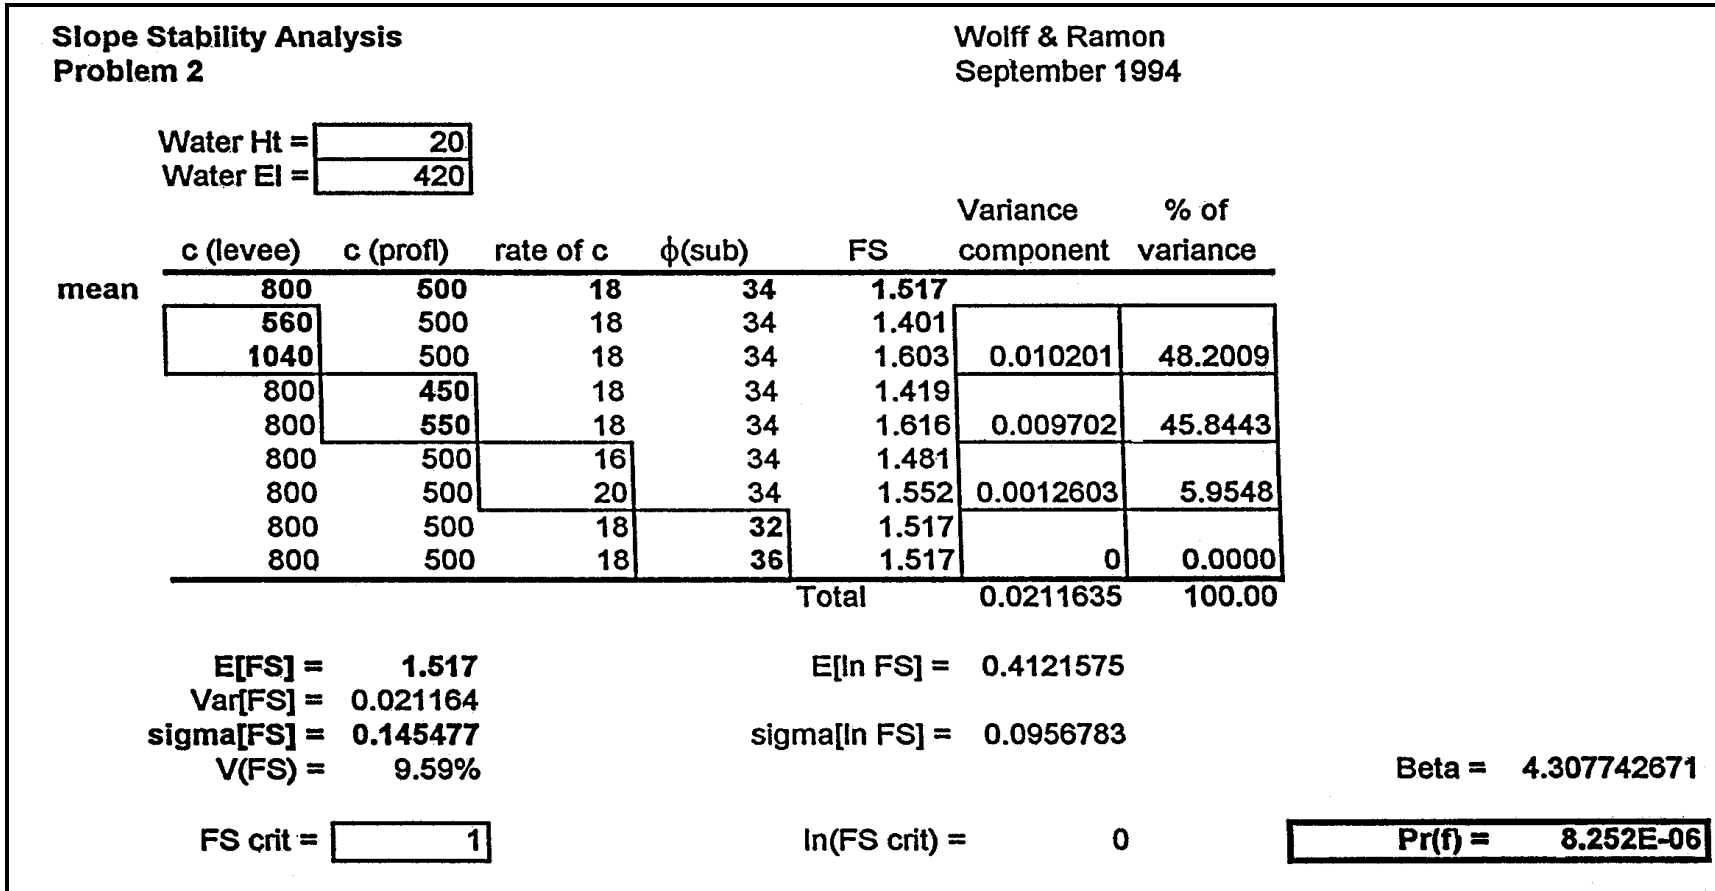 Slope Stability Analysis Wolff & Ramon
Problem 2 September 1994
Water Ht = 20
Water El = 420
Variance % of
c (levee) c (profl) rate of c ϕ(sub) FS component variance
mean 800 500 18 34 1.517
560 500 18 34 1.401
1040 500 18 34 1.603 0.010201 48.2009
800 450 18 34 1.419
800 550 18 34 1.616 0.009702 45.8443
800 500 16 34 1.481
800 500 20 34 1.552 0.0012603 5.9548
800 500 18 32 1.517
800 500 18 36 1.517 0 0.0000
Total 0.0211635 100.00
E[FS] = 1.517 E[ln FS] = 0.4121575
Var[FS] = 0.021164
sigma[FS] = 0.145477 sigma[ln FS] = 0.0956783
V(FS) = 9.59% Beta = 4.307742671
FS crit = 1 ln(FS crit) = 0 Pr(f) = 8.252E-06